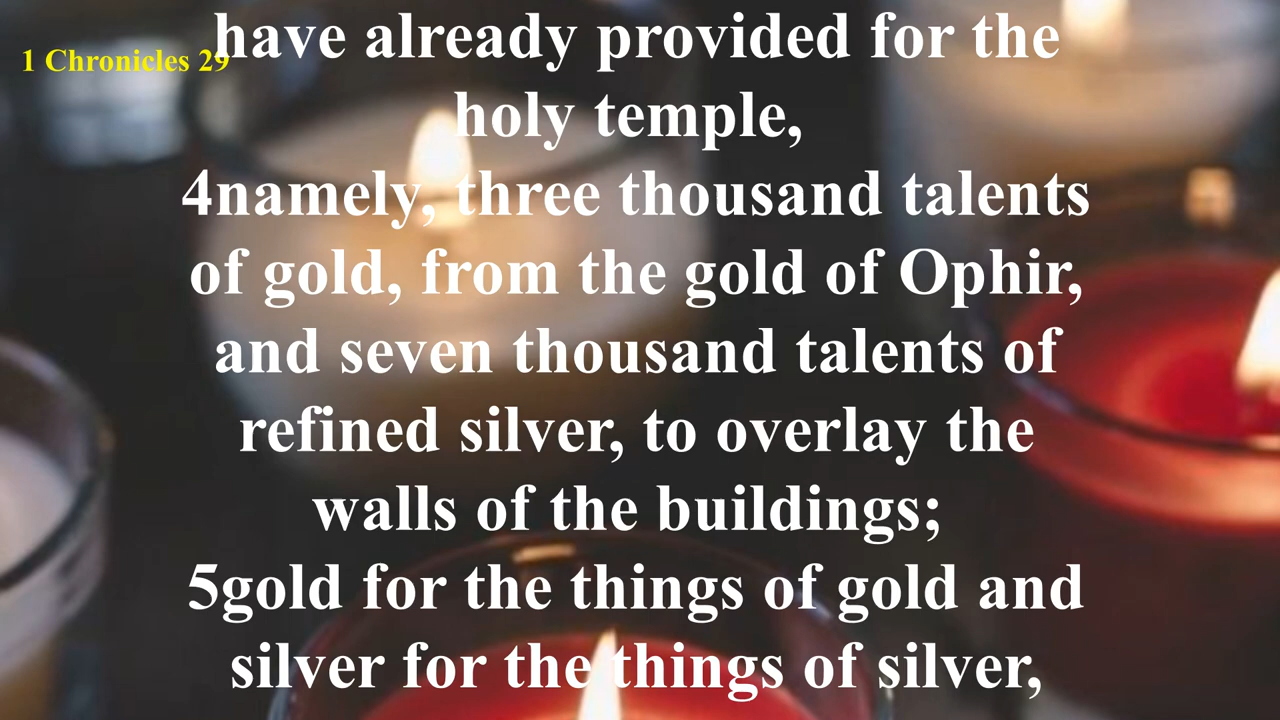 have already provided for the
1 Chronicles 29
holy temple,
4namely, three thousand talents
of gold, from the gold of Ophir,
and seven thousand talents of
refined silver, to overlay the
walls of the buildings;
5gold for the things of gold and
silver for the things of silver,